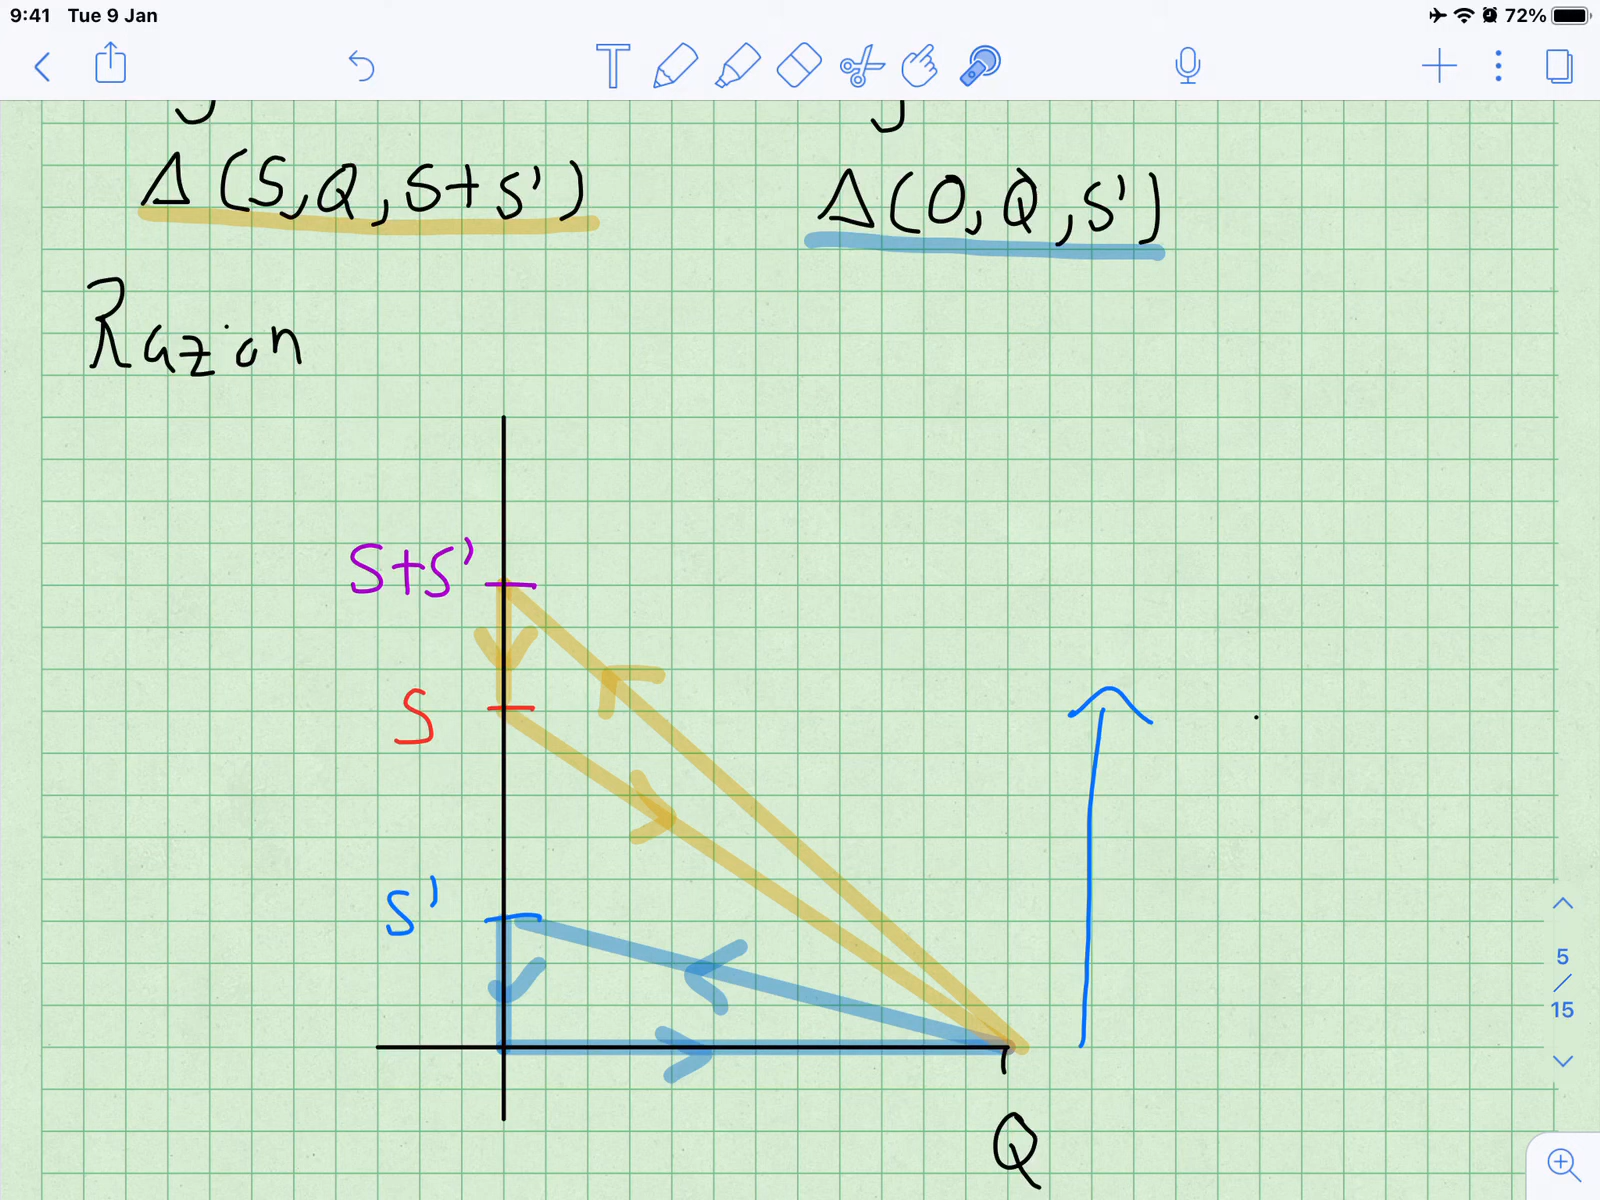 9:41 Tue 9 Jan 72%
Δ(S,Q,S+S') Δ(O,Q,S')
Razion
S+S'
S
S'
5
/
15
Q